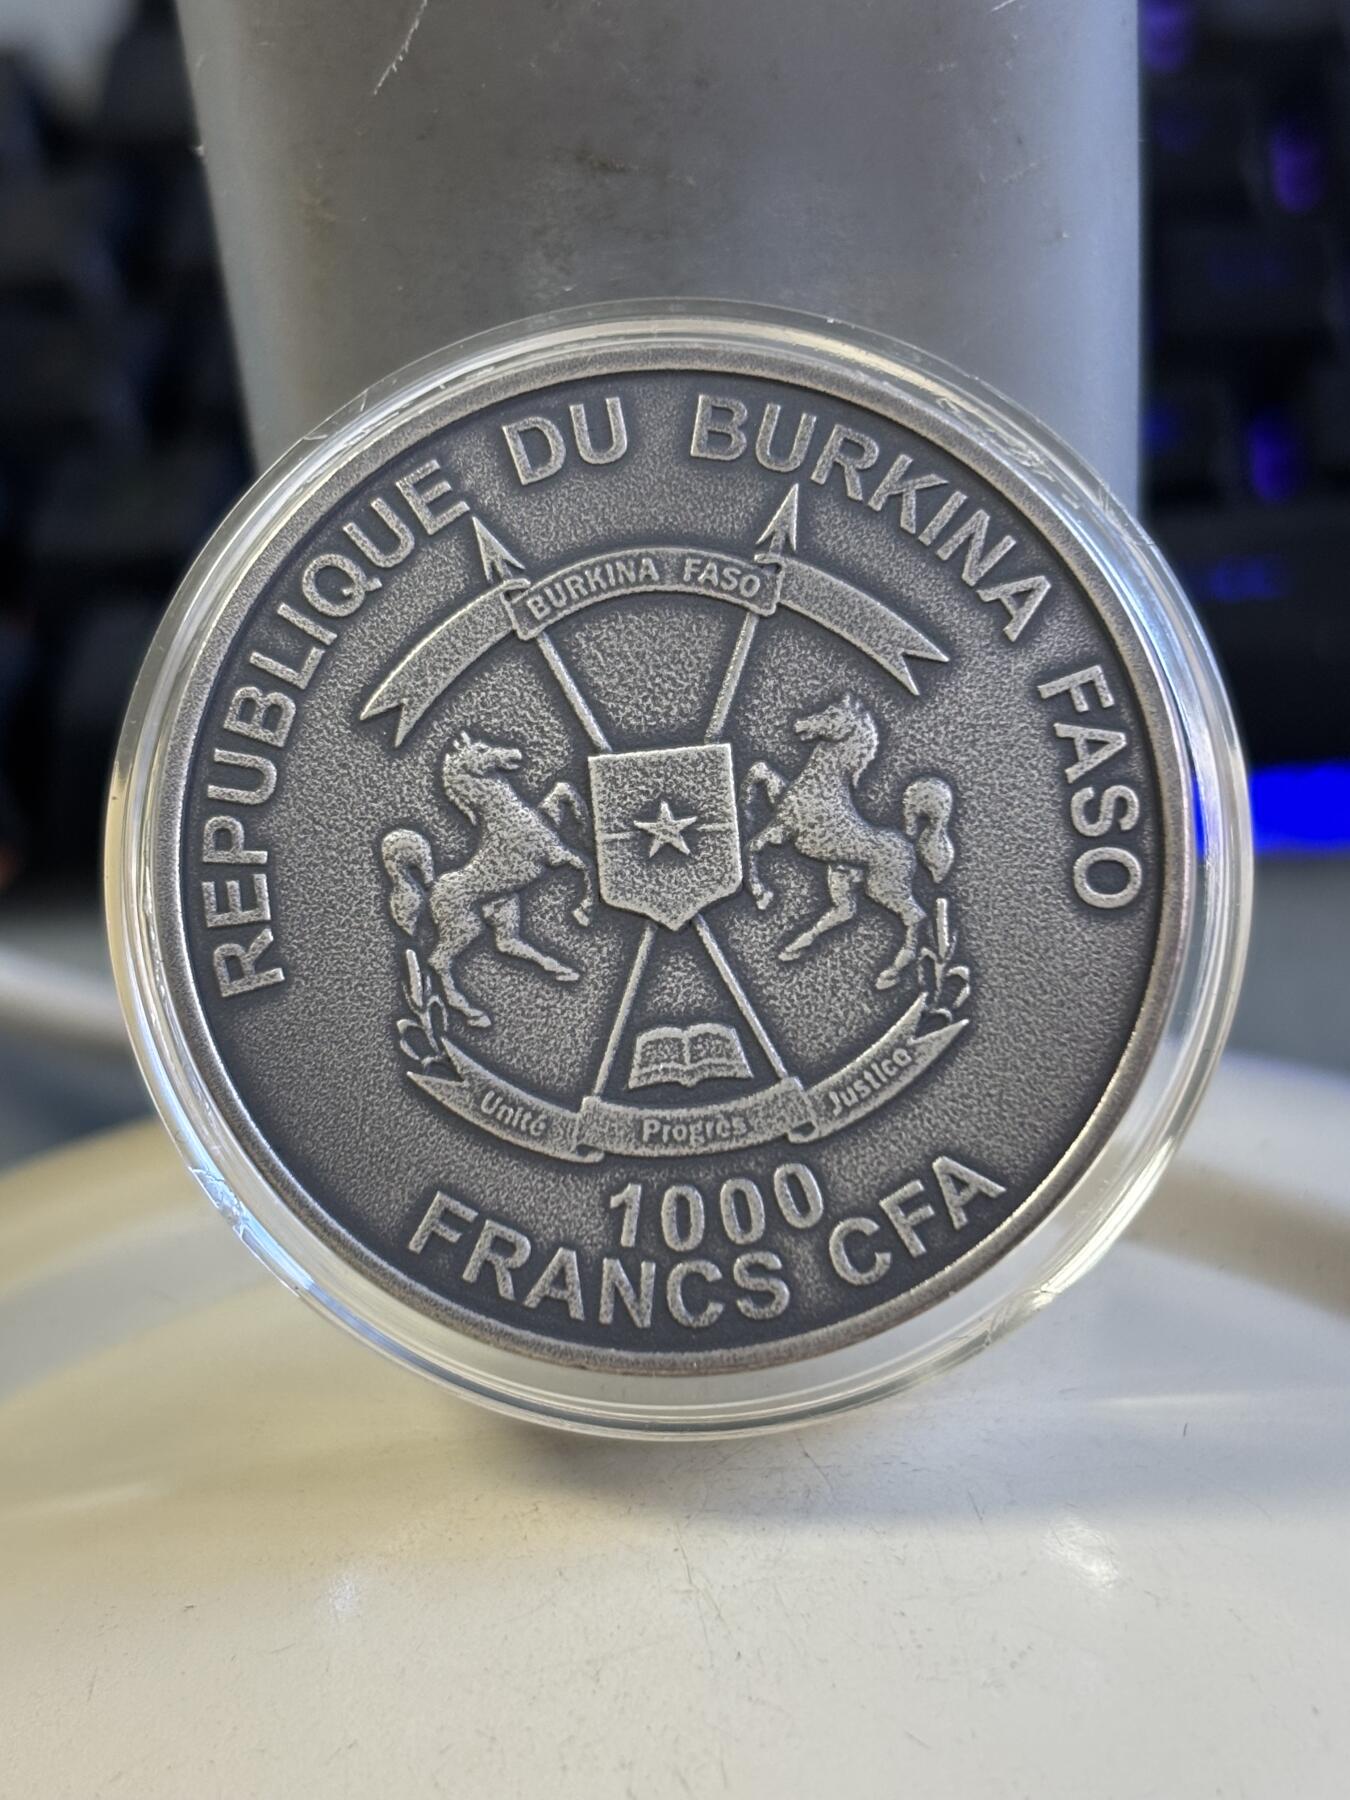 REPUBLIQUE DU BURKINA FASO
BURKINA FASO
Unité Progrès Justice
1000
FRANCS CFA